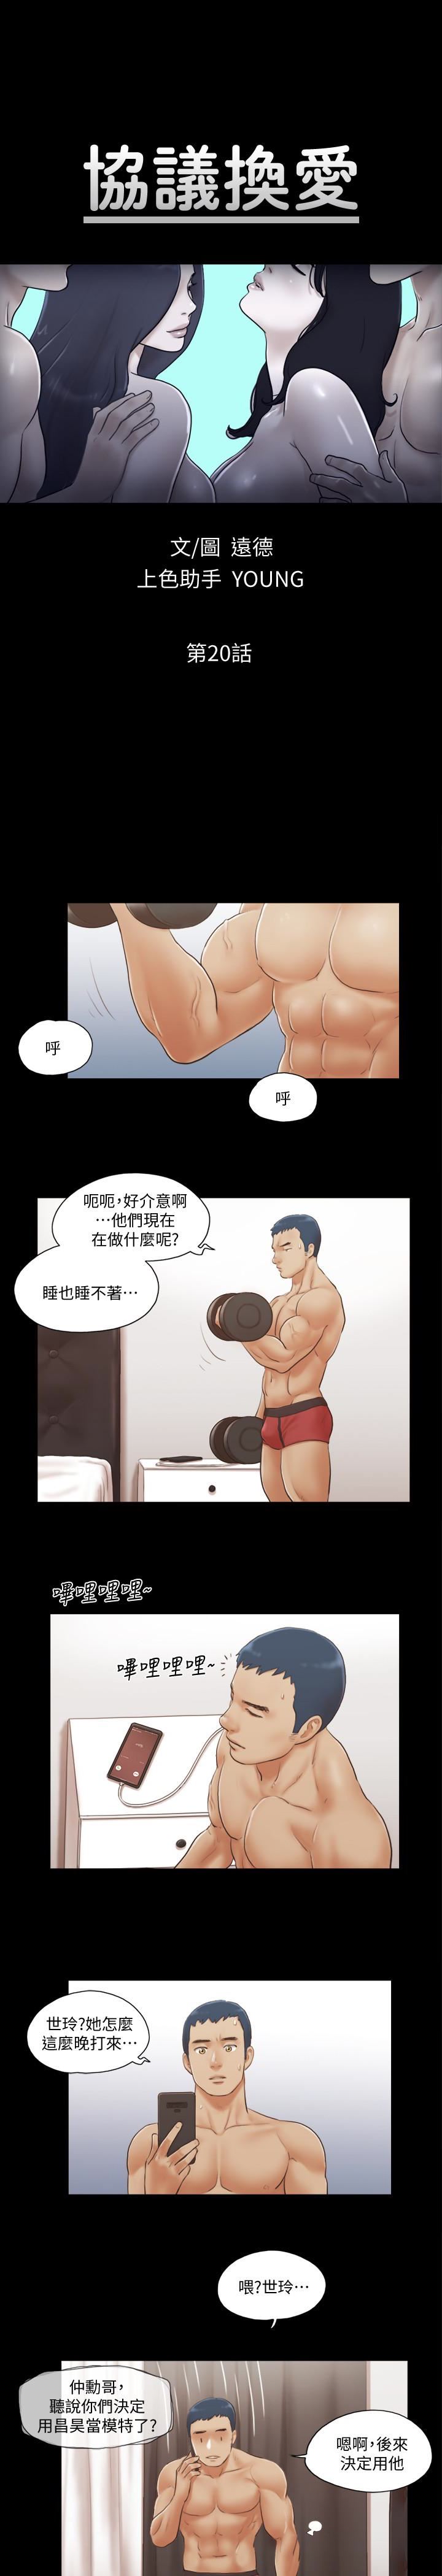 協議換愛
文/圖 遠德
上色助手 YOUNG
第20話
呼
呼
呃呃,好介意啊
…他們現在
在做什麼呢?
睡也睡不著…
嗶哩哩哩~
嗶哩哩哩~
世玲?她怎麼
這麼晚打來…
喂?世玲…
仲勳哥,
聽說你們決定
用昌昊當模特了?
嗯啊,後來
決定用他